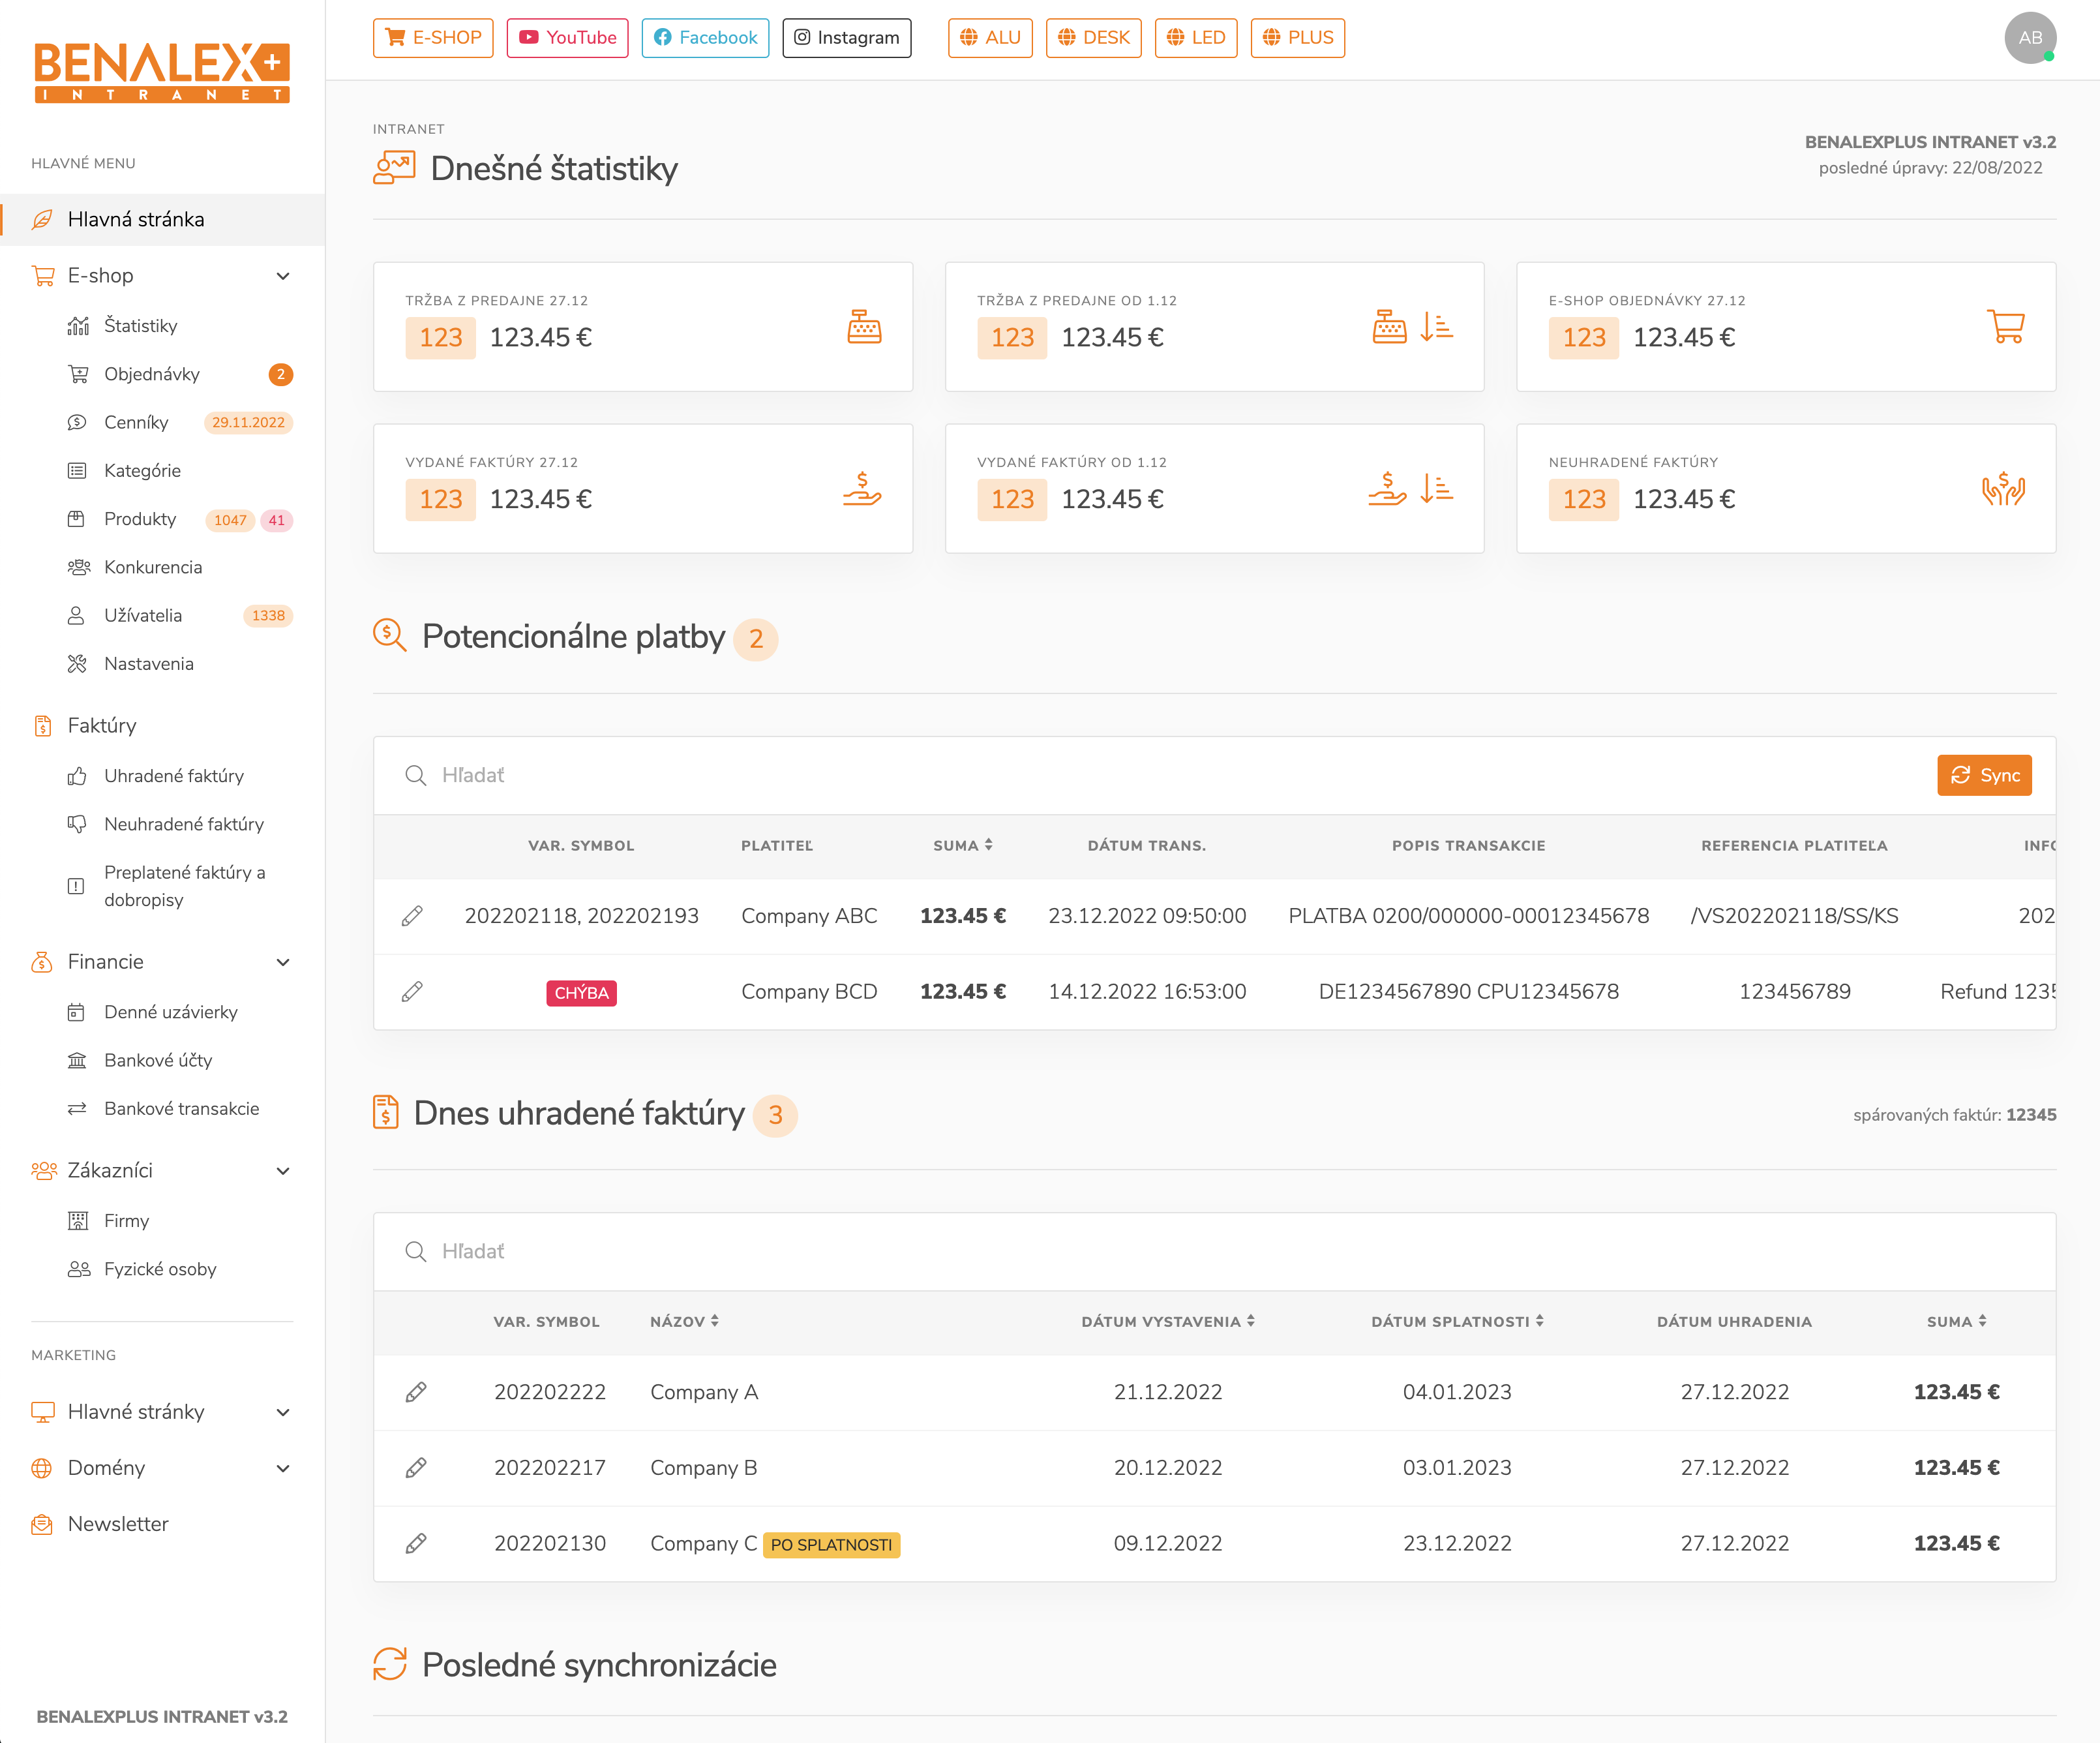 BENALEX+
INTRANET
HLAVNÉ MENU
Hlavná stránka
E-shop
Štatistiky
Objednávky 2
Cenníky 29.11.2022
Kategórie
Produkty 1047 41
Konkurencia
Užívatelia 1338
Nastavenia
Faktúry
Uhradené faktúry
Neuhradené faktúry
Preplatené faktúry a
dobropisy
Financie
Denné uzávierky
Bankové účty
Bankové transakcie
Zákazníci
Firmy
Fyzické osoby
MARKETING
Hlavné stránky
Domény
Newsletter
BENALEXPLUS INTRANET v3.2
E-SHOP YouTube Facebook Instagram ALU DESK LED PLUS AB
INTRANET
Dnešné štatistiky
BENALEXPLUS INTRANET v3.2
posledné úpravy: 22/08/2022
TRŽBA Z PREDAJNE 27.12
123 123.45 €
TRŽBA Z PREDAJNE OD 1.12
123 123.45 €
E-SHOP OBJEDNÁVKY 27.12
123 123.45 €
VYDANÉ FAKTÚRY 27.12
123 123.45 €
VYDANÉ FAKTÚRY OD 1.12
123 123.45 €
NEUHRADENÉ FAKTÚRY
123 123.45 €
Potencionálne platby 2
Hľadať Sync
VAR. SYMBOL PLATITEĽ SUMA DÁTUM TRANS. POPIS TRANSAKCIE REFERENCIA PLATITEĽA INFO
202202118, 202202193 Company ABC 123.45 € 23.12.2022 09:50:00 PLATBA 0200/000000-00012345678 /VS202202118/SS/KS 202
CHÝBA Company BCD 123.45 € 14.12.2022 16:53:00 DE1234567890 CPU12345678 123456789 Refund 1235
Dnes uhradené faktúry 3
spárovaných faktúr: 12345
Hľadať
VAR. SYMBOL NÁZOV DÁTUM VYSTAVENIA DÁTUM SPLATNOSTI DÁTUM UHRADENIA SUMA
202202222 Company A 21.12.2022 04.01.2023 27.12.2022 123.45 €
202202217 Company B 20.12.2022 03.01.2023 27.12.2022 123.45 €
202202130 Company C PO SPLATNOSTI 09.12.2022 23.12.2022 27.12.2022 123.45 €
Posledné synchronizácie